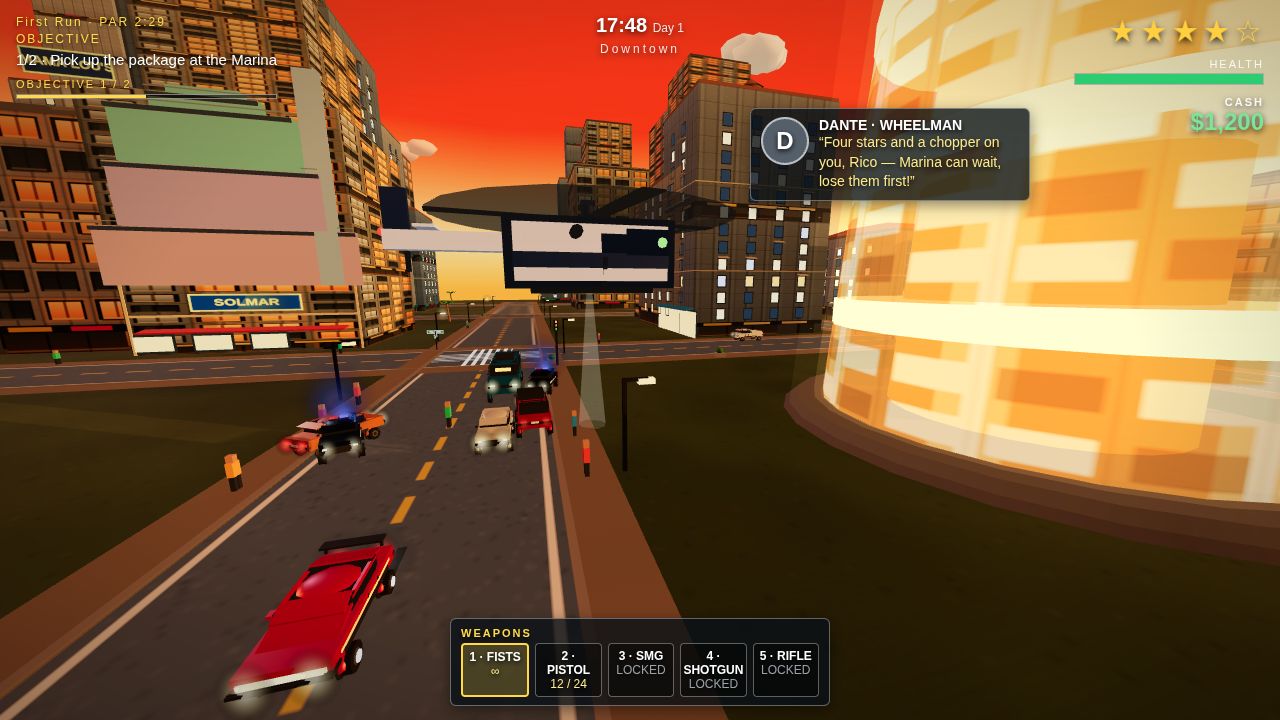 First Run · PAR 2:29
OBJECTIVE
1/2 · Pick up the package at the Marina
OBJECTIVE 1 / 2
17:48 Day 1
Downtown
★★★★☆
HEALTH
CASH
$1,200
D
DANTE · WHEELMAN
“Four stars and a chopper on
you, Rico — Marina can wait,
lose them first!”
SOLMAR
WEAPONS
1 · FISTS
∞
2 ·
PISTOL
12 / 24
3 · SMG
LOCKED
4 ·
SHOTGUN
LOCKED
5 · RIFLE
LOCKED